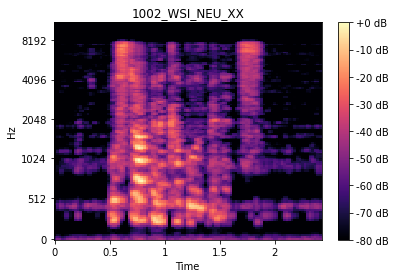 1002_WSI_NEU_XX
Hz
8192
4096
2048
1024
512
0
0
0.5
1
1.5
2
Time
+0 dB
-10 dB
-20 dB
-30 dB
-40 dB
-50 dB
-60 dB
-70 dB
-80 dB